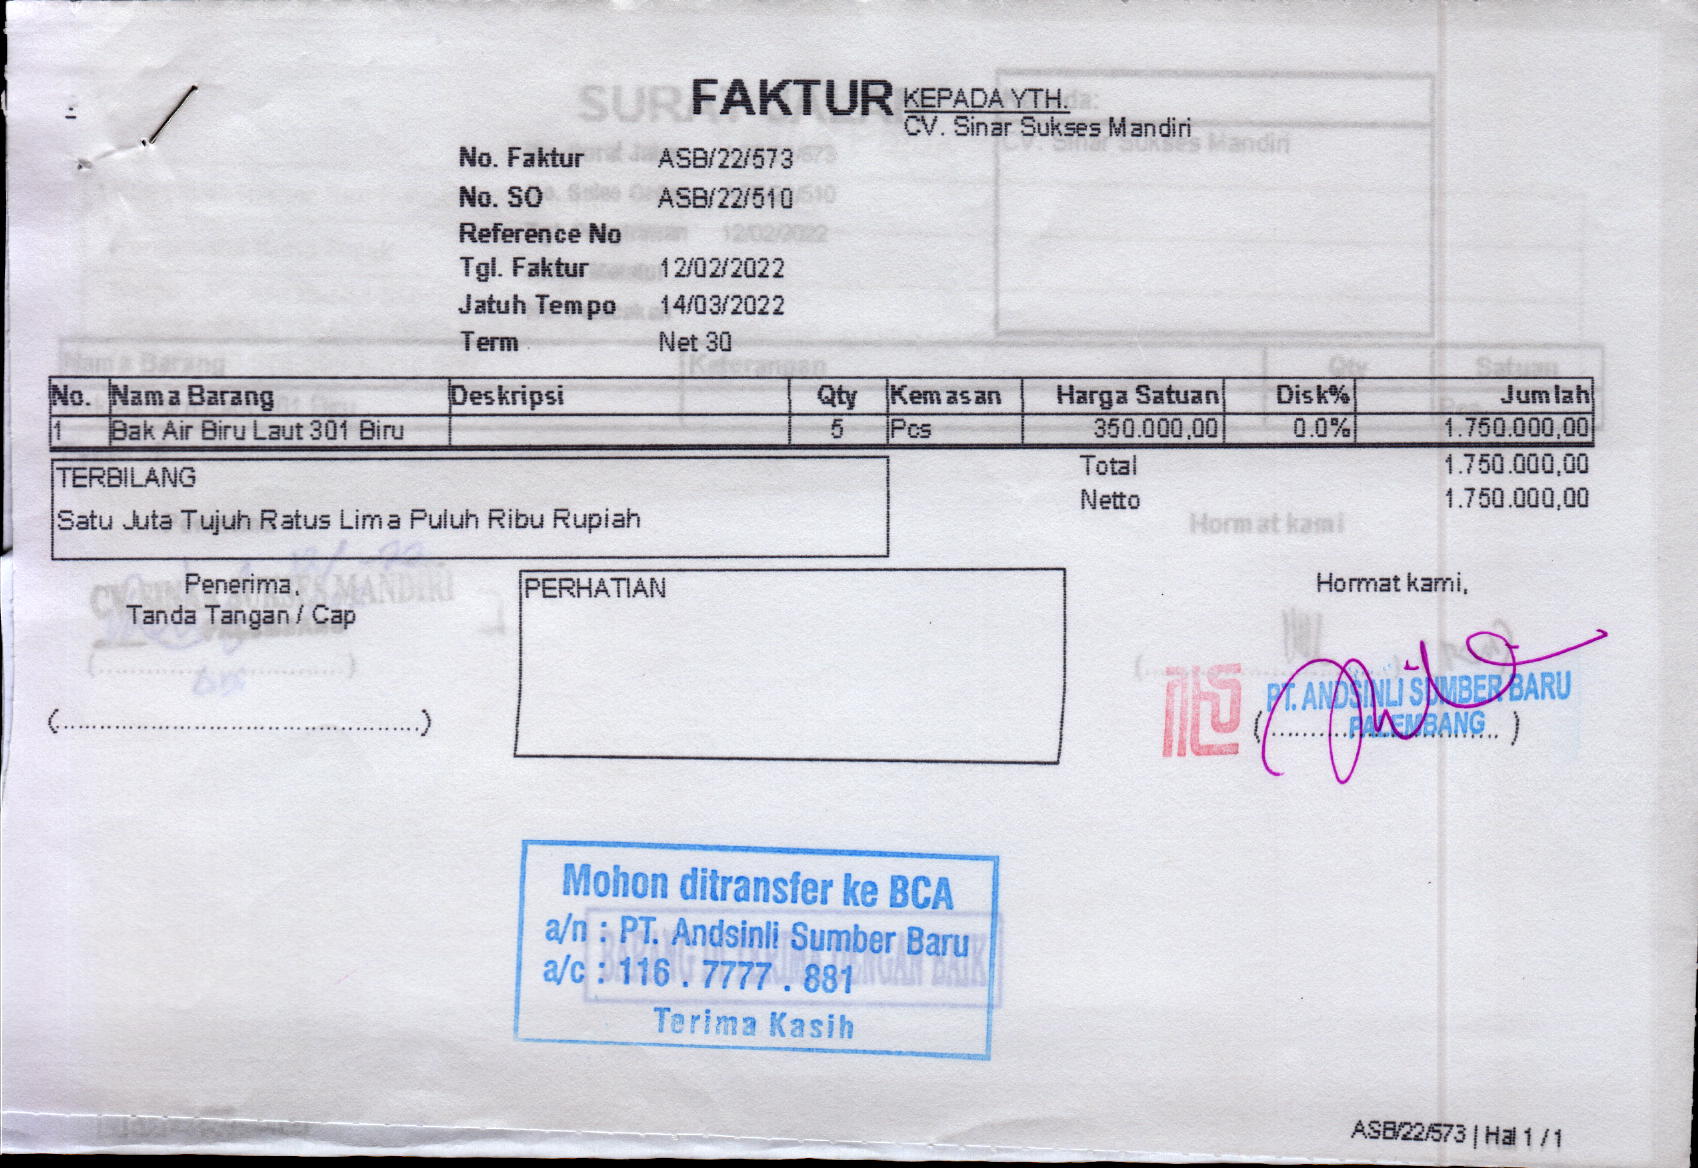 FAKTUR
KEPADA YTH.
CV. Sinar Sukses Mandiri
No. Faktur ASB/22/573
No. SO ASB/22/510
Reference No
Tgl. Faktur 12/02/2022
Jatuh Tempo 14/03/2022
Term Net 30
No. Nama Barang Deskripsi Qty Kemasan Harga Satuan Disk% Jumlah
1 Bak Air Biru Laut 301 Biru 5 Pcs 350.000,00 0.0% 1.750.000,00
TERBILANG
Satu Juta Tujuh Ratus Lima Puluh Ribu Rupiah
Total 1.750.000,00
Netto 1.750.000,00
Penerima,
Tanda Tangan / Cap
(..........................................)
PERHATIAN
Hormat kami,
PT. ANDSINLI SUMBER BARU
PALEMBANG
(..........................................)
Mohon ditransfer ke BCA
a/n : PT. Andsinli Sumber Baru
a/c : 116 . 7777 . 881
Terima Kasih
ASB/22/573 | Hal 1 / 1